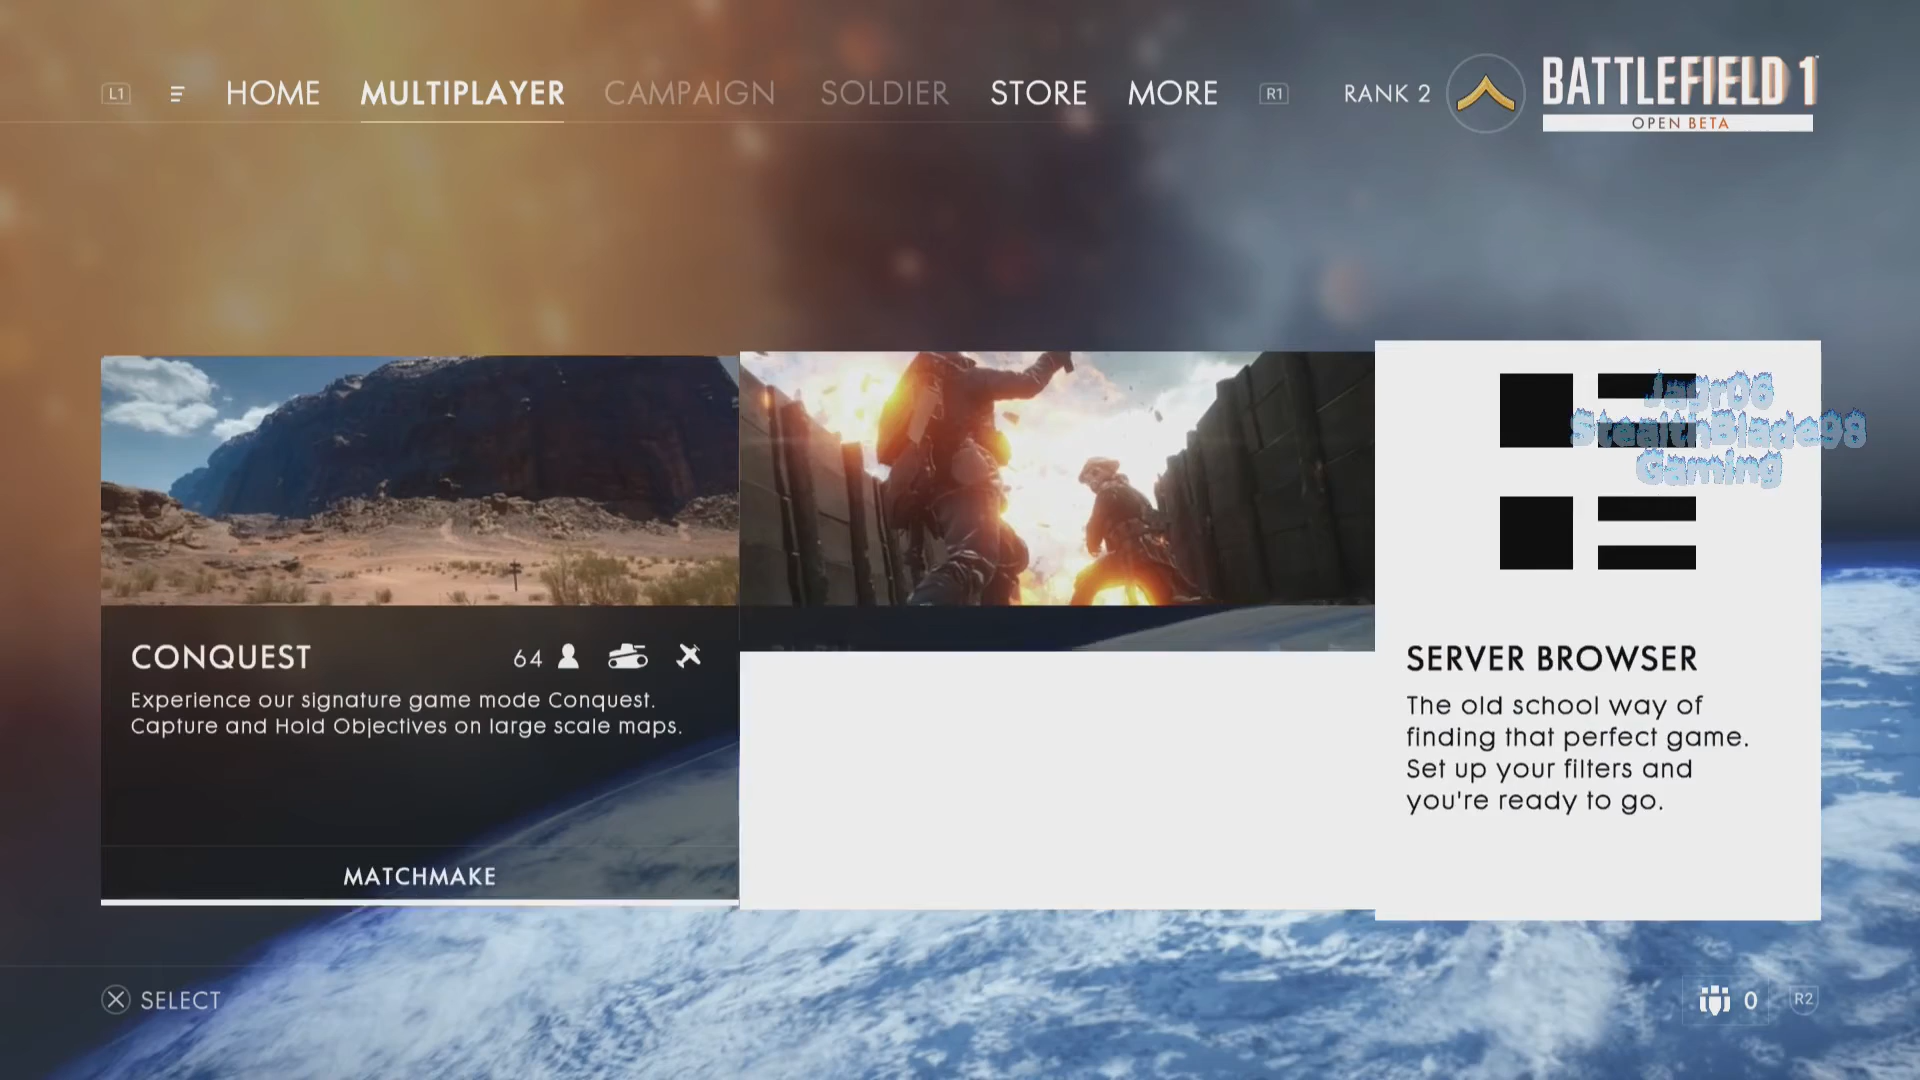 L1 HOME MULTIPLAYER CAMPAIGN SOLDIER STORE MORE R1 RANK 2 BATTLEFIELD 1
OPEN BETA
Jagr06
StealthBlade98
Gaming
CONQUEST 64
Experience our signature game mode Conquest.
Capture and Hold Objectives on large scale maps.
MATCHMAKE
SERVER BROWSER
The old school way of
finding that perfect game.
Set up your filters and
you're ready to go.
SELECT
0 R2